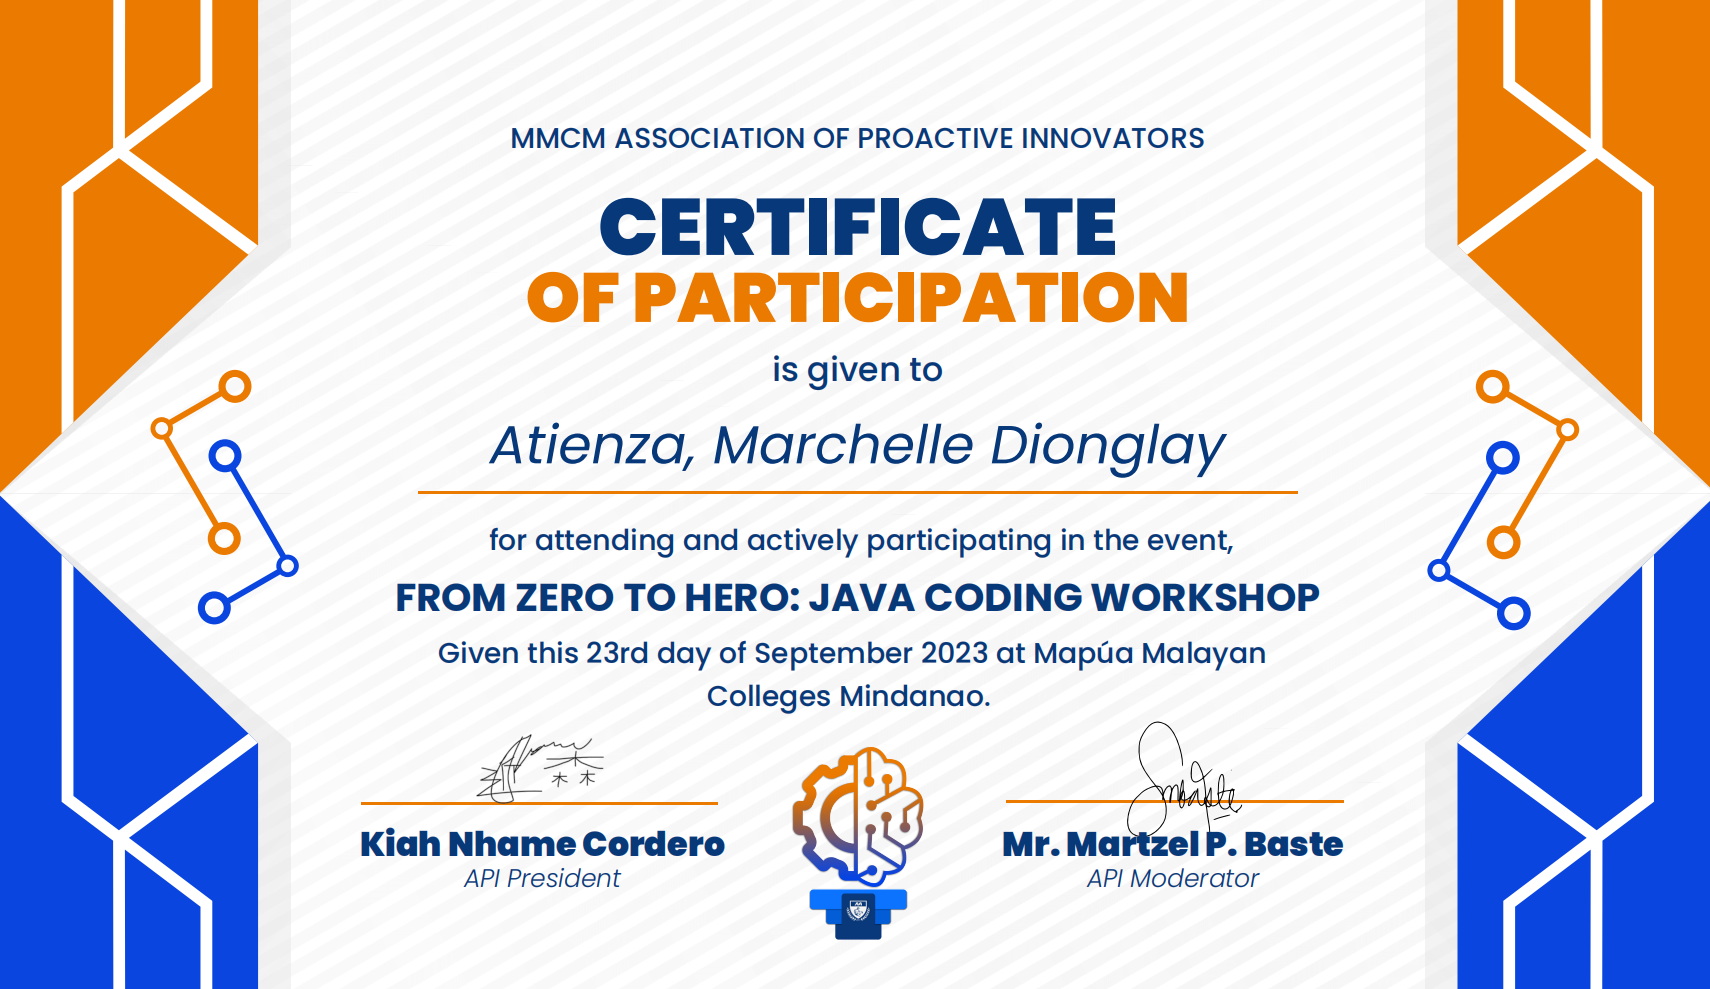 MMCM ASSOCIATION OF PROACTIVE INNOVATORS
CERTIFICATE
OF PARTICIPATION
is given to
Atienza, Marchelle Dionglay
for attending and actively participating in the event,
FROM ZERO TO HERO: JAVA CODING WORKSHOP
Given this 23rd day of September 2023 at Mapúa Malayan
Colleges Mindanao.
Kiah Nhame Cordero
API President
Mr. Martzel P. Baste
API Moderator